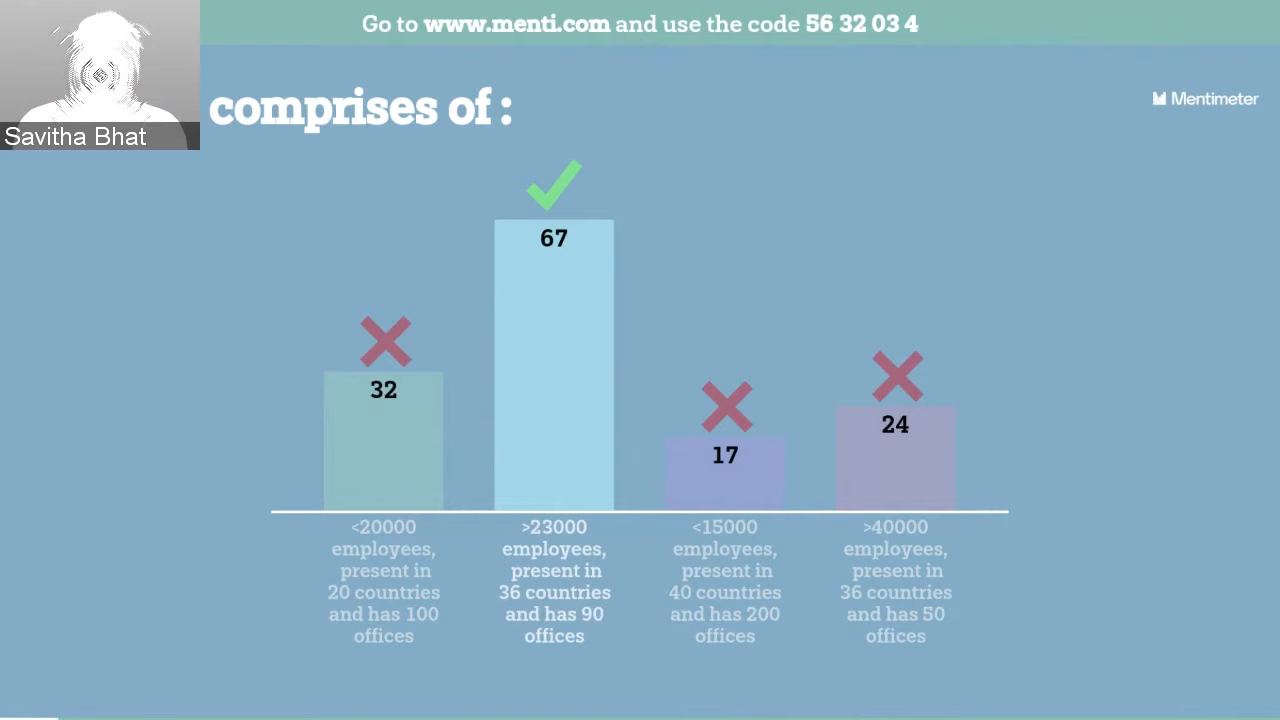 Go to www.menti.com and use the code 56 32 03 4
Savitha Bhat
comprises of :
Mentimeter
32
67
17
24
<20000
employees,
present in
20 countries
and has 100
offices
>23000
employees,
present in
36 countries
and has 90
offices
<15000
employees,
present in
40 countries
and has 200
offices
>40000
employees,
present in
36 countries
and has 50
offices